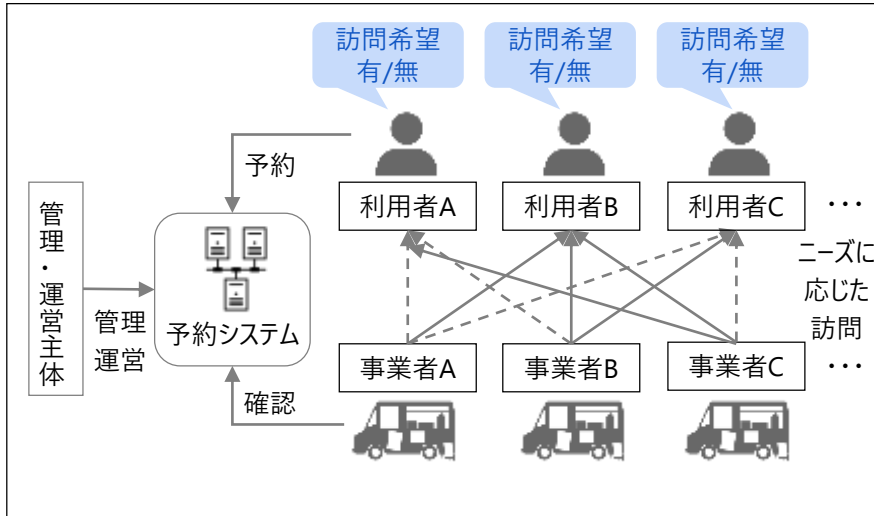 訪問希望
有/無
訪問希望
有/無
訪問希望
有/無
予約
利用者A
利用者B
利用者C
・・・
管理・運営主体
管理
運営
予約システム
ニーズに
応じた
訪問
事業者A
事業者B
事業者C
・・・
確認